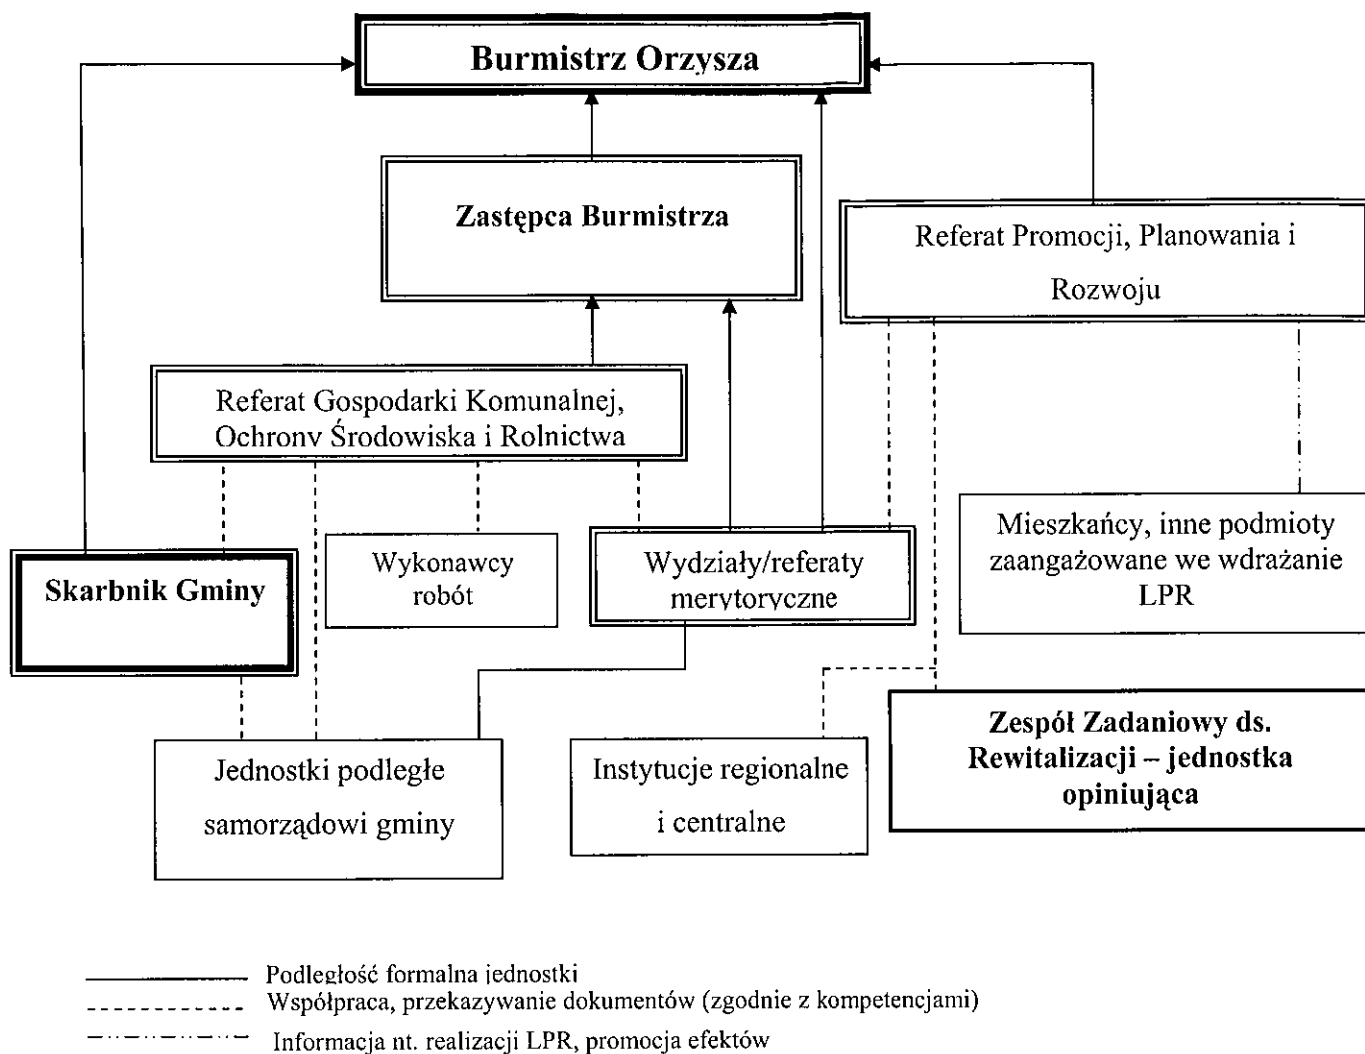 Burmistrz Orzysza
Zastępca Burmistrza
Referat Promocji, Planowania i
Rozwoju
Referat Gospodarki Komunalnej,
Ochrony Środowiska i Rolnictwa
Skarbnik Gminy
Wykonawcy
robót
Wydziały/referaty
merytoryczne
Mieszkańcy, inne podmioty
zaangażowane we wdrażanie
LPR
Jednostki podległe
samorządowi gminy
Instytucje regionalne
i centralne
Zespół Zadaniowy ds.
Rewitalizacji – jednostka
opiniująca
Podległość formalna jednostki
Współpraca, przekazywanie dokumentów (zgodnie z kompetencjami)
Informacja nt. realizacji LPR, promocja efektów